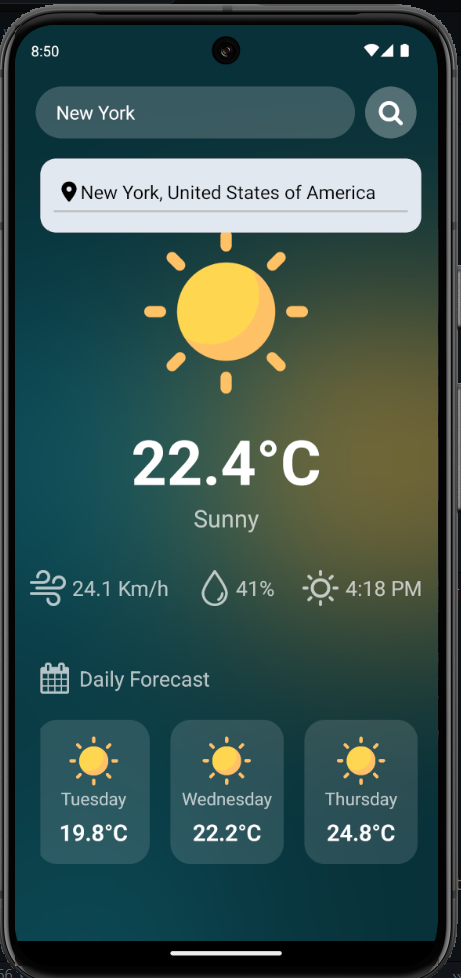 8:50
New York
New York, United States of America
22.4°C
Sunny
24.1 Km/h 41% 4:18 PM
Daily Forecast
Tuesday Wednesday Thursday
19.8°C 22.2°C 24.8°C